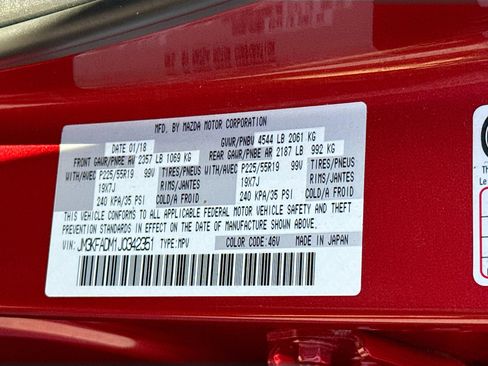 MFD. BY MAZDA MOTOR CORPORATION
DATE 01/18 GVWR/PNBV 4544 LB 2061 KG
FRONT GAWR/PNBE AV 2357 LB 1069 KG REAR GAWR/PNBE AR 2187 LB 992 KG
WITH/AVEC P225/55R19 99V TIRES/PNEUS WITH/AVEC P225/55R19 99V TIRES/PNEUS
19X7J RIMS/JANTES 19X7J RIMS/JANTES
240 KPA/35 PSI COLD/A FROID 240 KPA/35 PSI COLD/A FROID
THIS VEHICLE CONFORMS TO ALL APPLICABLE FEDERAL MOTOR VEHICLE SAFETY AND THEFT
PREVENTION STANDARDS IN EFFECT ON THE DATE OF MANUFACTURE SHOWN ABOVE.
VIN: JM3KFADM1J0342351 TYPE: MPV COLOR CODE: 46V MADE IN JAPAN
Le